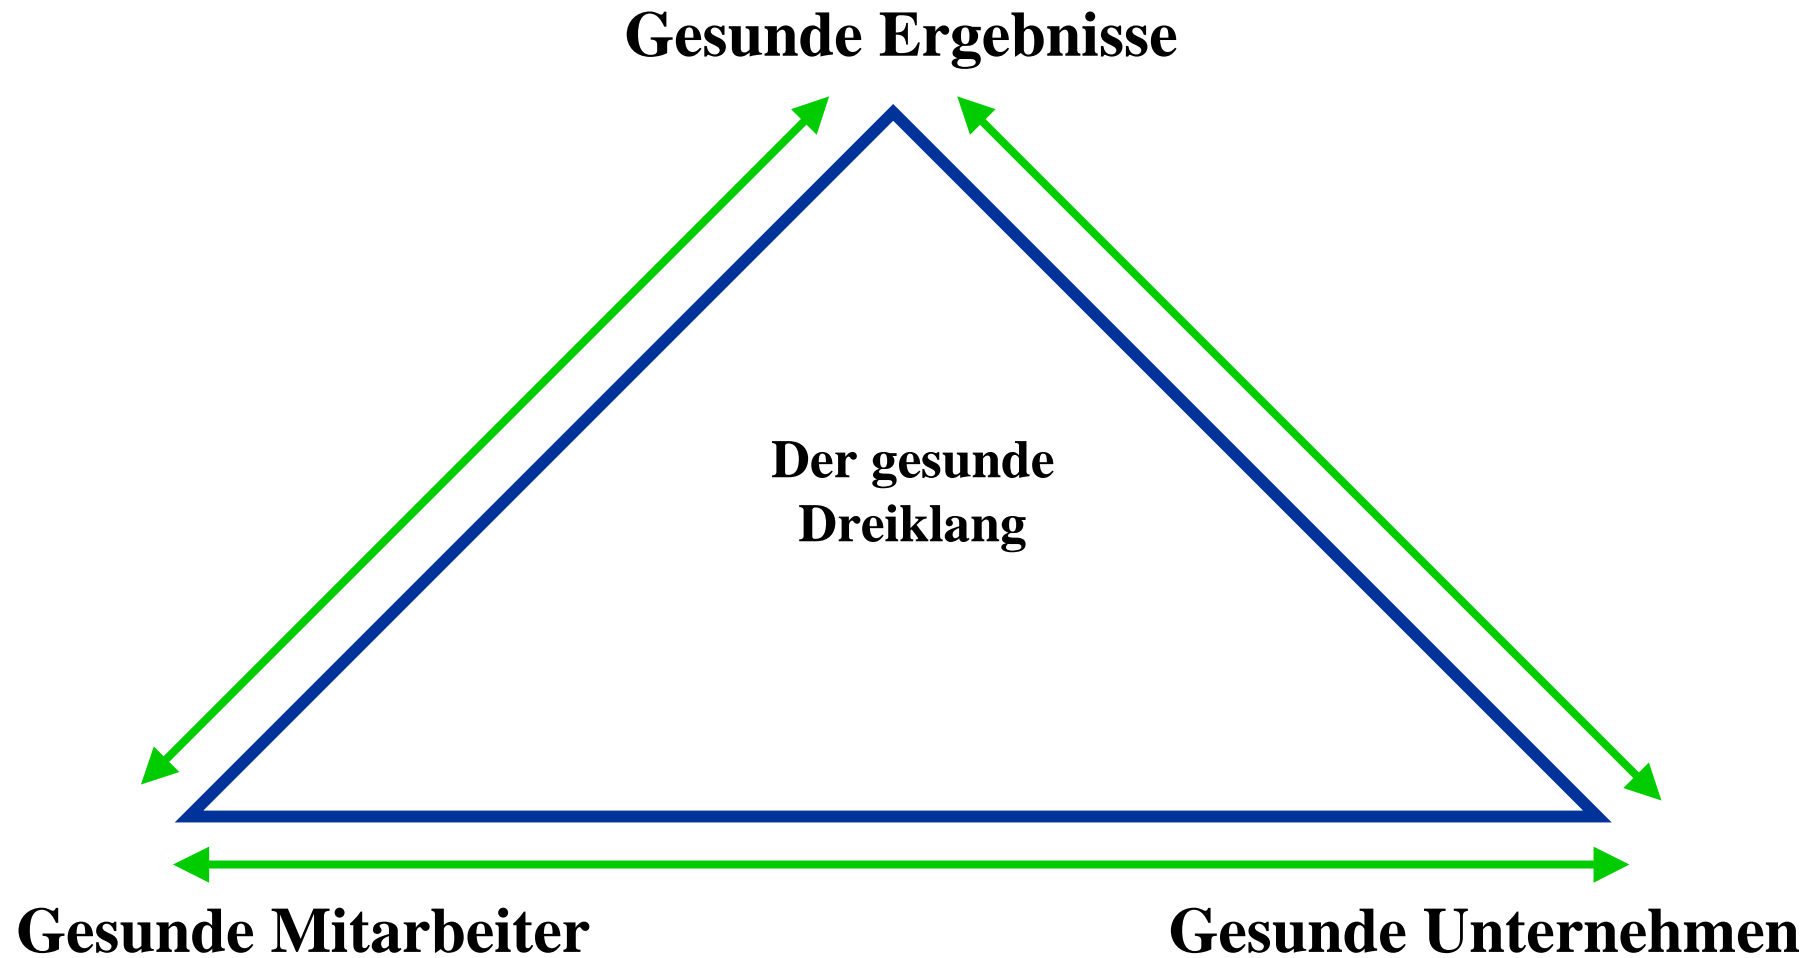 Gesunde Ergebnisse
Der gesunde
Dreiklang
Gesunde Mitarbeiter
Gesunde Unternehmen